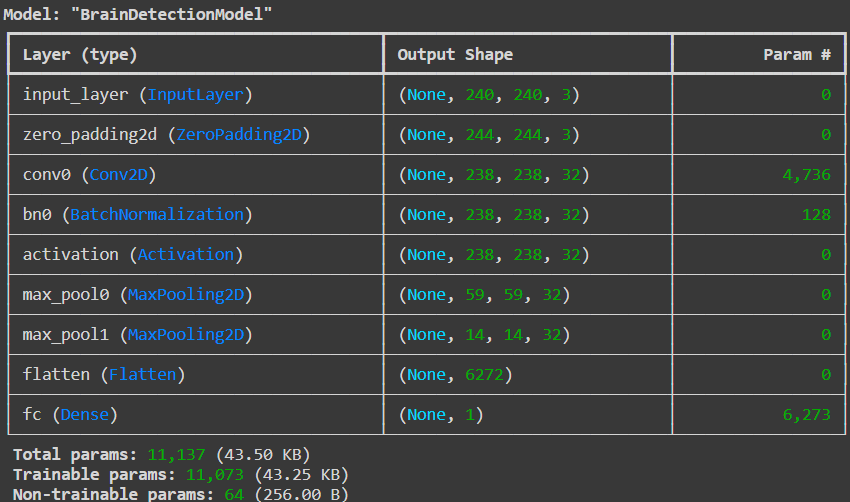 Model: "BrainDetectionModel"
Layer (type) Output Shape Param #
input_layer (InputLayer) (None, 240, 240, 3) 0
zero_padding2d (ZeroPadding2D) (None, 244, 244, 3) 0
conv0 (Conv2D) (None, 238, 238, 32) 4,736
bn0 (BatchNormalization) (None, 238, 238, 32) 128
activation (Activation) (None, 238, 238, 32) 0
max_pool0 (MaxPooling2D) (None, 59, 59, 32) 0
max_pool1 (MaxPooling2D) (None, 14, 14, 32) 0
flatten (Flatten) (None, 6272) 0
fc (Dense) (None, 1) 6,273
Total params: 11,137 (43.50 KB)
Trainable params: 11,073 (43.25 KB)
Non-trainable params: 64 (256.00 B)